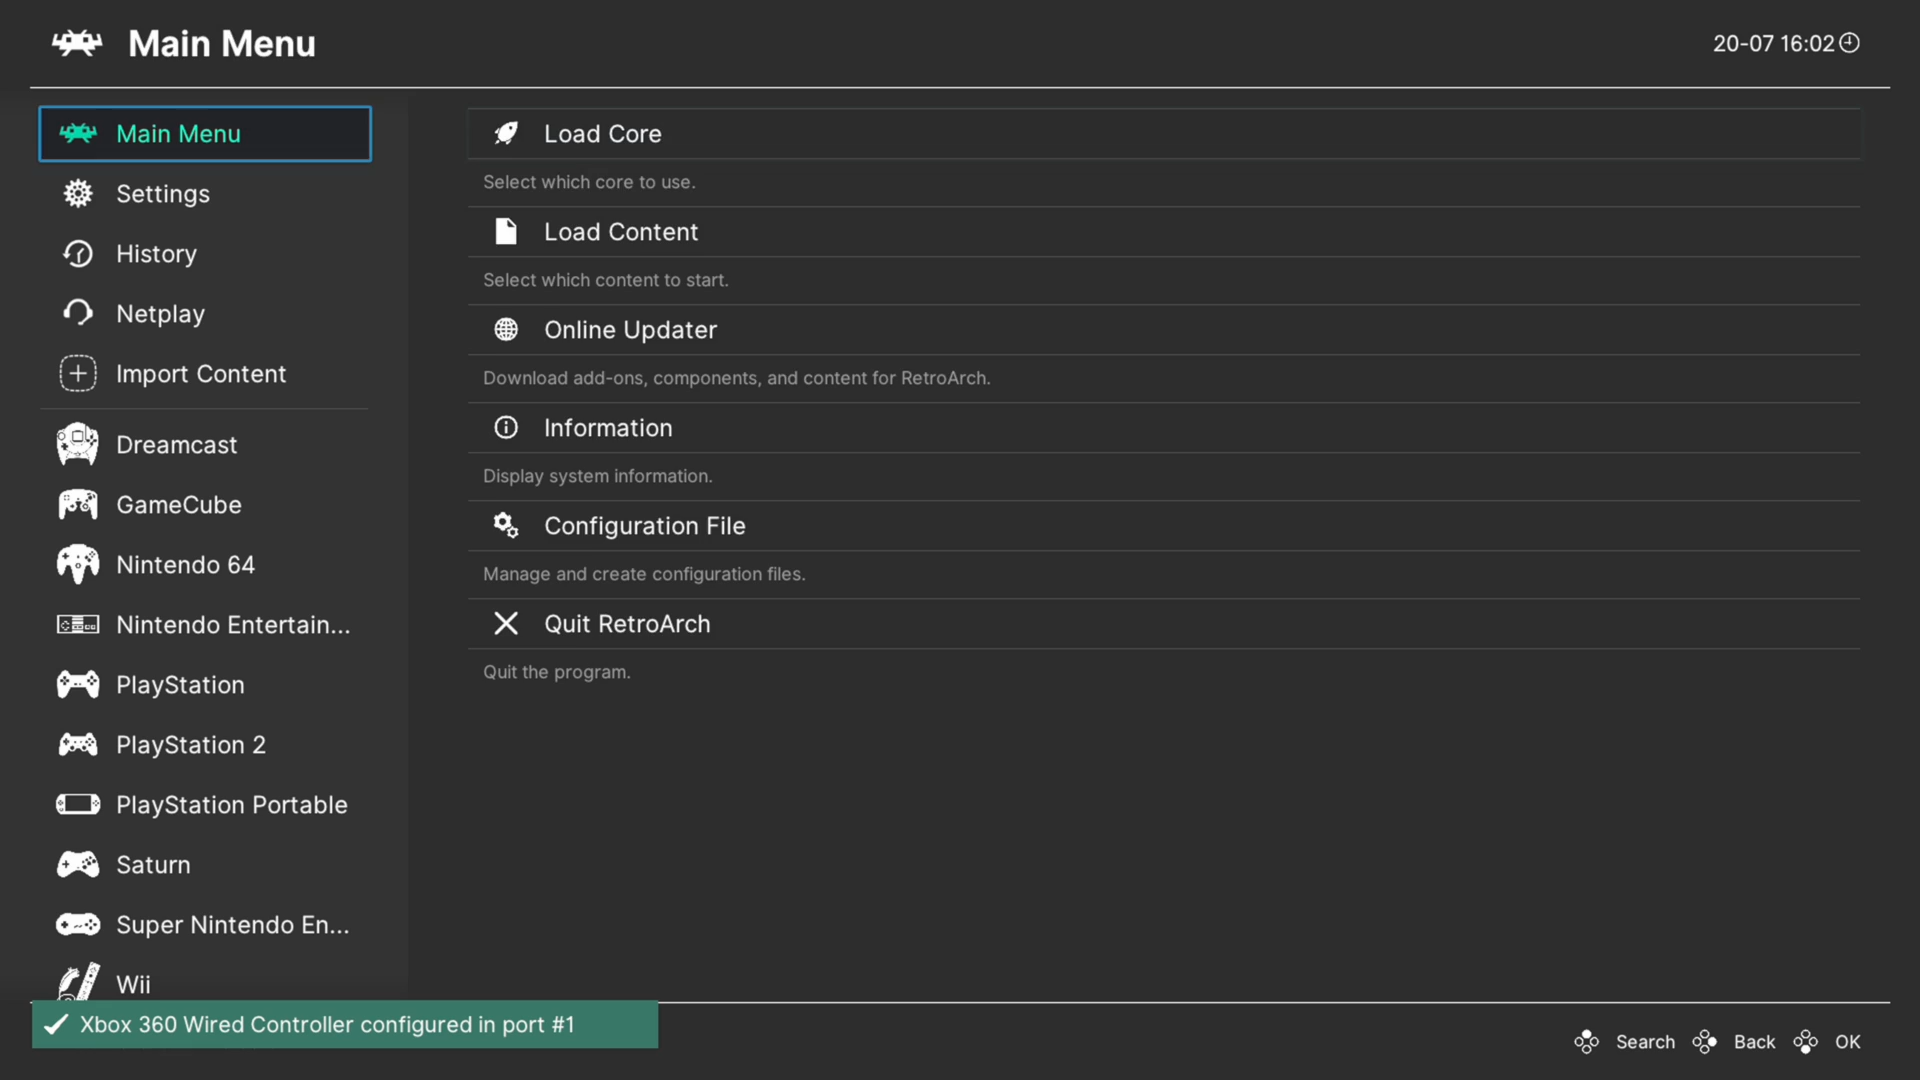 Main Menu
20-07 16:02
Main Menu
Settings
History
Netplay
Import Content
Dreamcast
GameCube
Nintendo 64
Nintendo Entertain...
PlayStation
PlayStation 2
PlayStation Portable
Saturn
Super Nintendo En...
Wii
Load Core
Select which core to use.
Load Content
Select which content to start.
Online Updater
Download add-ons, components, and content for RetroArch.
Information
Display system information.
Configuration File
Manage and create configuration files.
Quit RetroArch
Quit the program.
Xbox 360 Wired Controller configured in port #1
Search Back OK